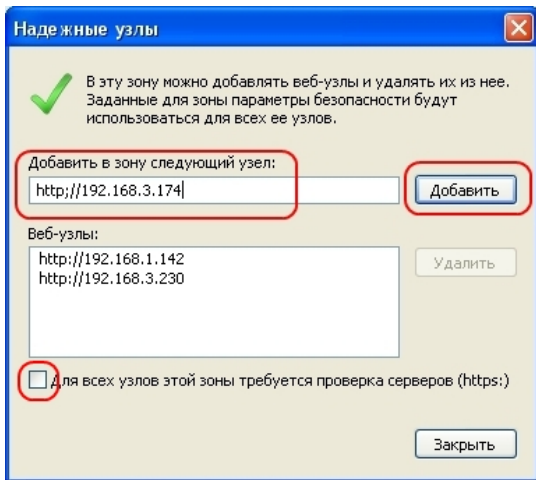 Надежные узлы
В эту зону можно добавлять веб-узлы и удалять их из нее.
Заданные для зоны параметры безопасности будут
использоваться для всех ее узлов.
Добавить в зону следующий узел:
http;//192.168.3.174
Добавить
Веб-узлы:
http://192.168.1.142
http://192.168.3.230
Удалить
Для всех узлов этой зоны требуется проверка серверов (https:)
Закрыть